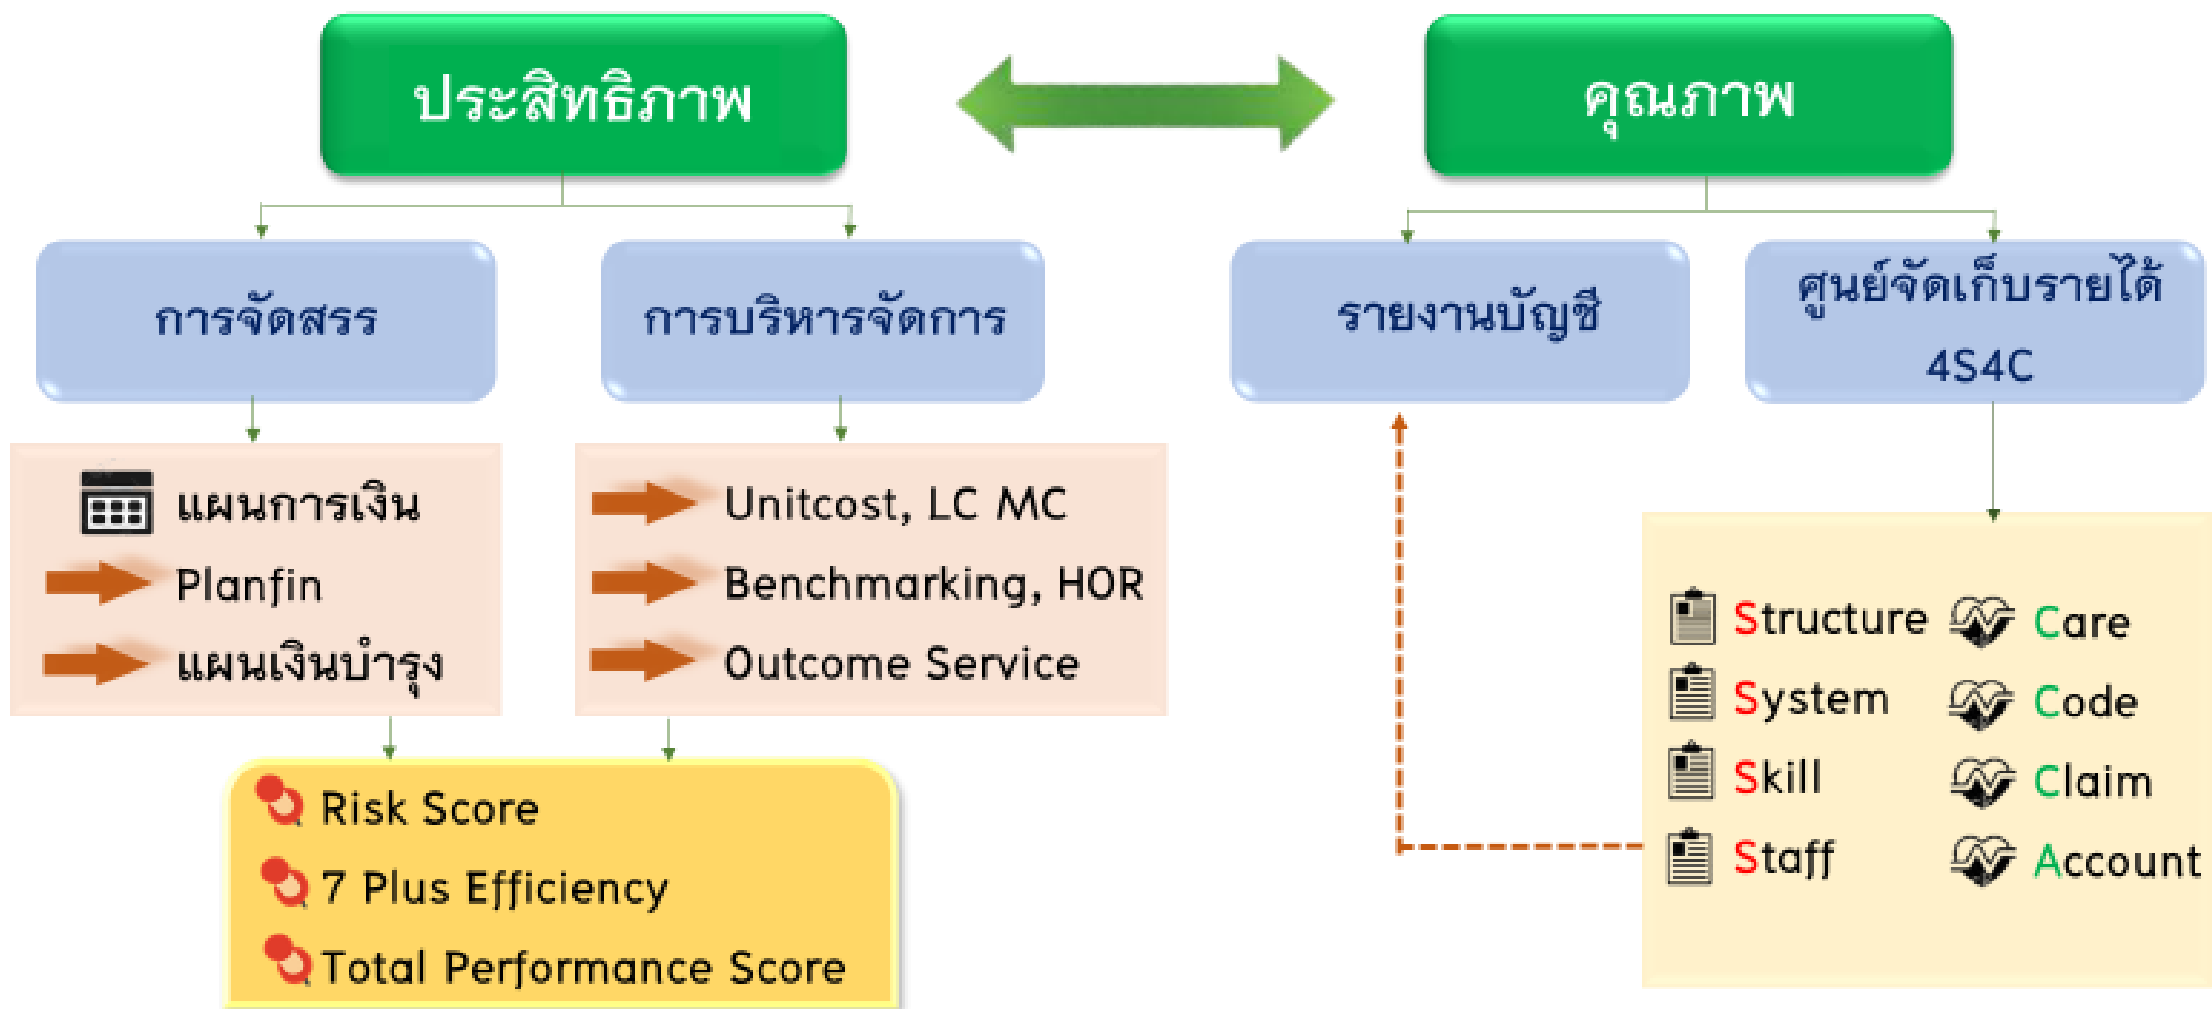 ประสิทธิภาพ
คุณภาพ
การจัดสรร
การบริหารจัดการ
รายงานบัญชี
ศูนย์จัดเก็บรายได้
4S4C
แผนการเงิน
Planfin
แผนเงินบำรุง
Unitcost, LC MC
Benchmarking, HOR
Outcome Service
Risk Score
7 Plus Efficiency
Total Performance Score
Structure
System
Skill
Staff
Care
Code
Claim
Account